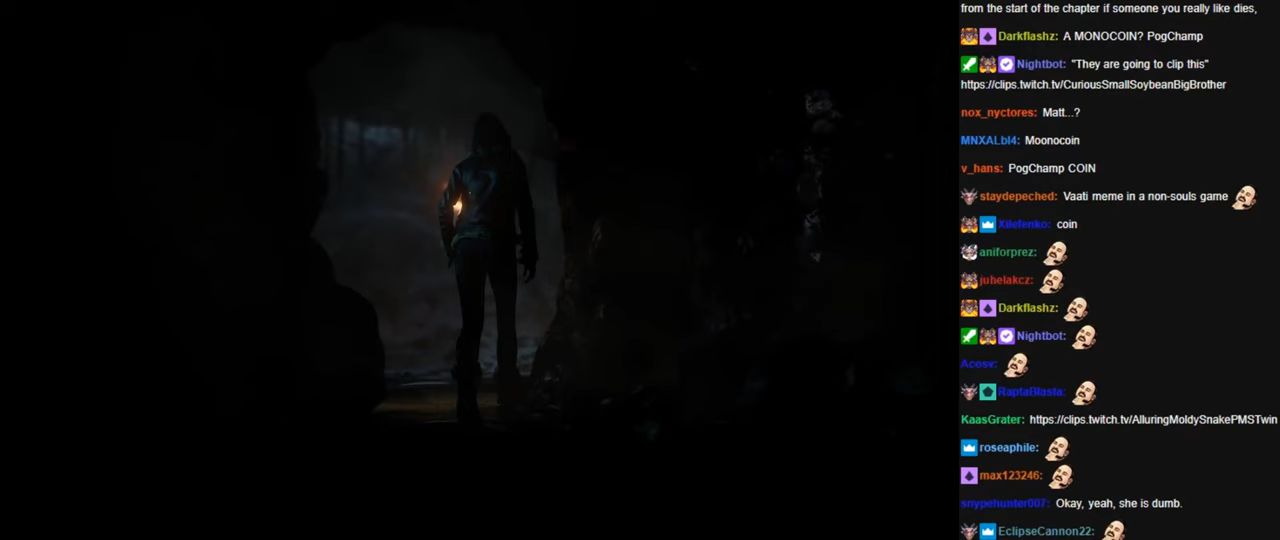 from the start of the chapter if someone you really like dies,
Darkflashz: A MONOCOIN? PogChamp
Nightbot: "They are going to clip this"
https://clips.twitch.tv/CuriousSmallSoybeanBigBrother
nox_nyctores: Matt...?
MNXALbI4: Moonocoin
v_hans: PogChamp COIN
staydepeched: Vaati meme in a non-souls game
Xilefenko: coin
aniforprez:
juhelakcz:
Darkflashz:
Nightbot:
Acosv:
RaptaBlasta:
KaasGrater: https://clips.twitch.tv/AlluringMoldySnakePMSTwin
roseaphile:
max123246:
snypehunter007: Okay, yeah, she is dumb.
EclipseCannon22: